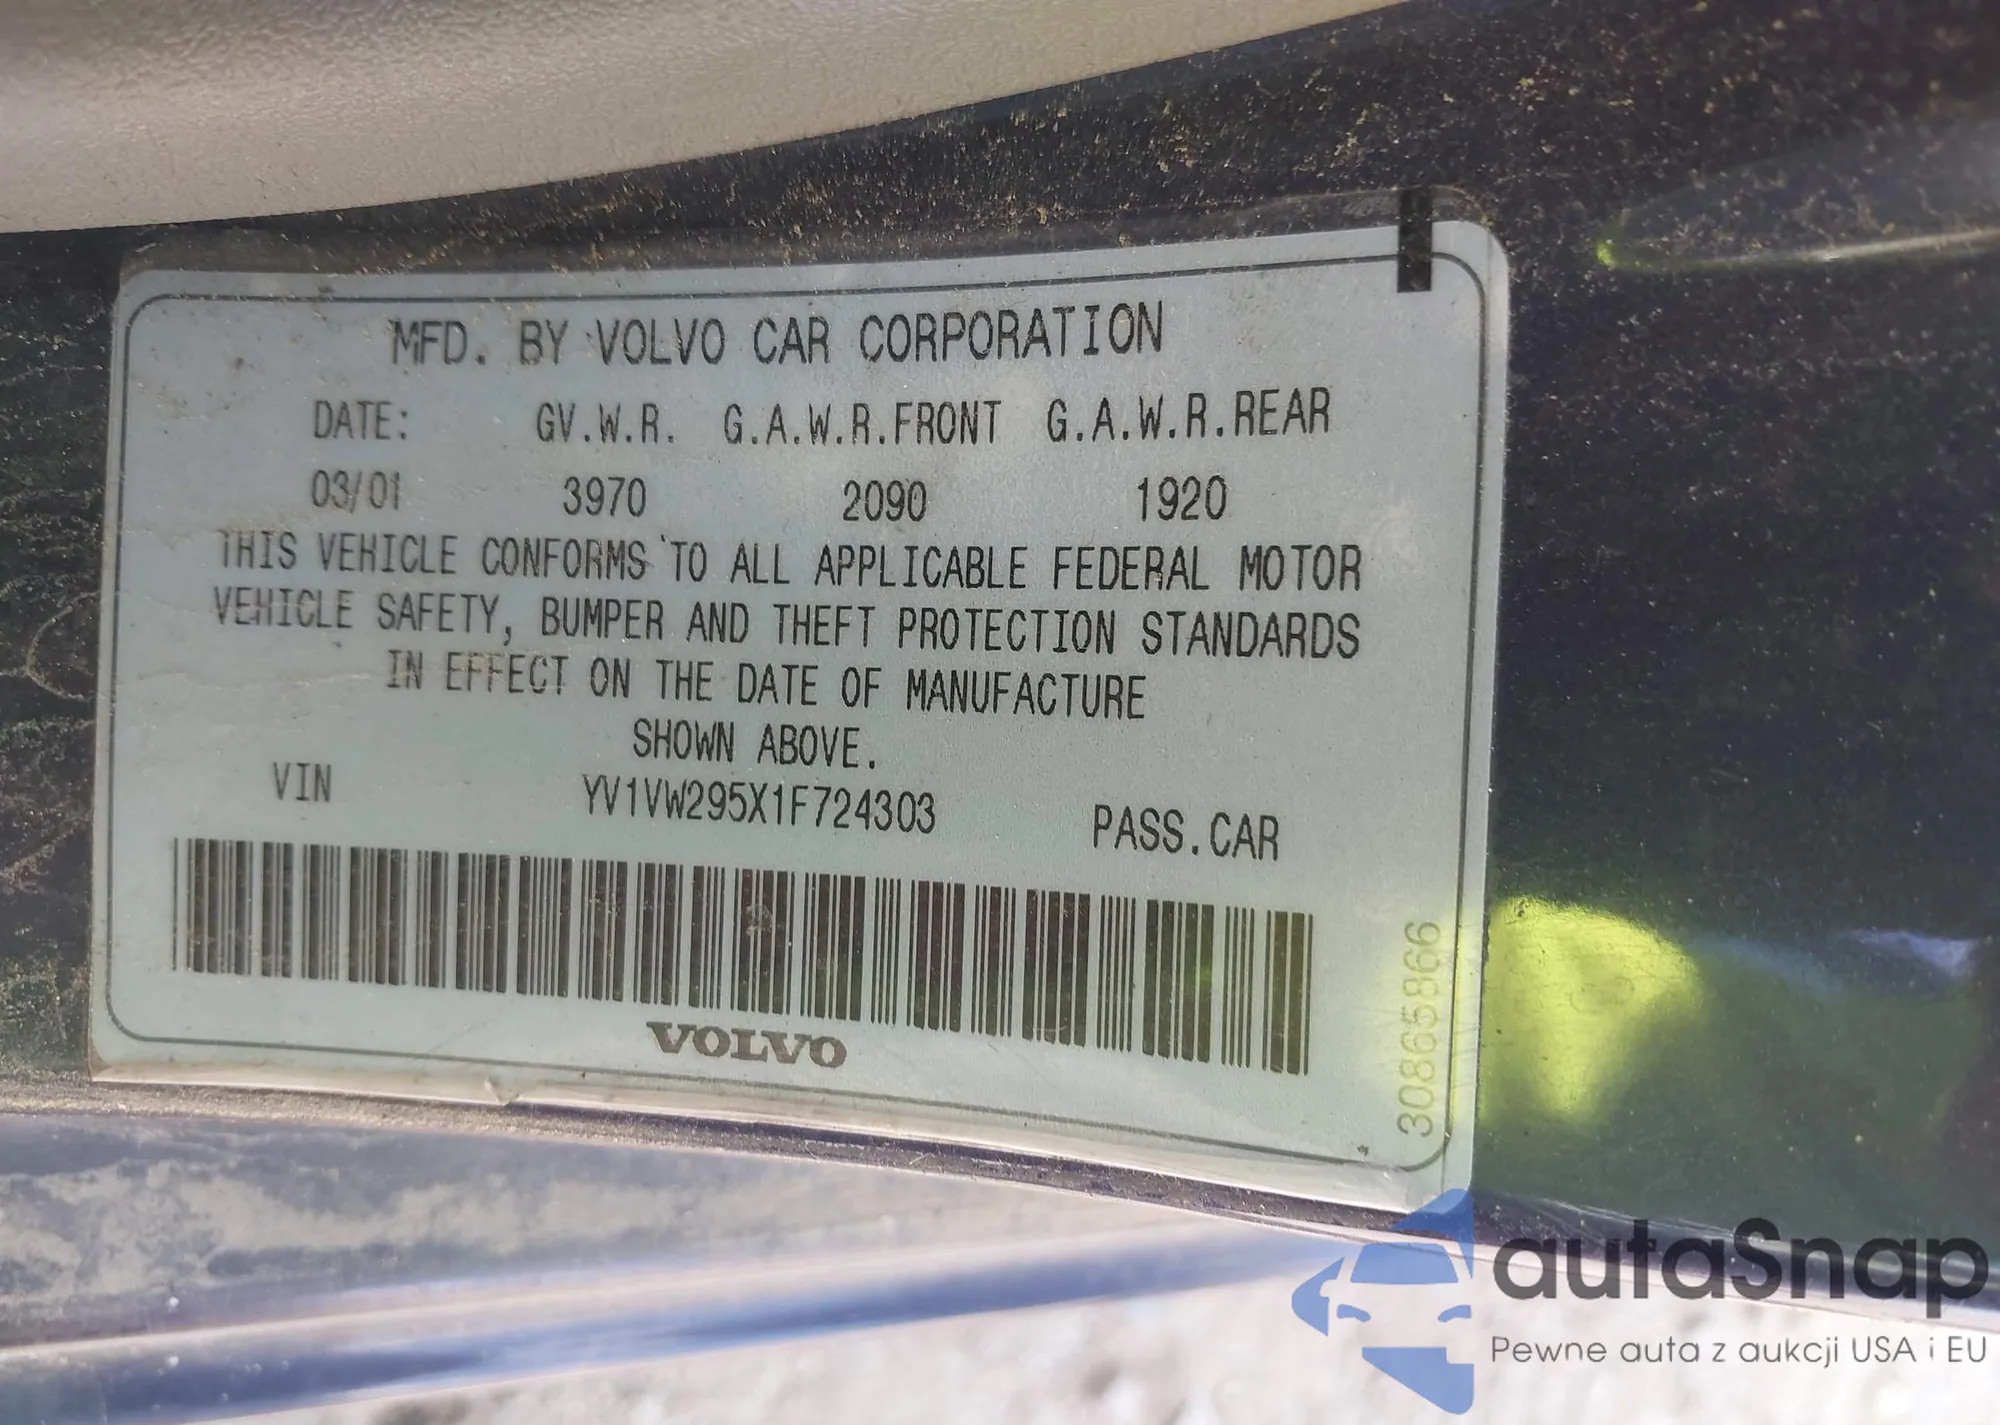 MFD. BY VOLVO CAR CORPORATION
DATE: GV.W.R. G.A.W.R.FRONT G.A.W.R.REAR
03/01 3970 2090 1920
THIS VEHICLE CONFORMS TO ALL APPLICABLE FEDERAL MOTOR
VEHICLE SAFETY, BUMPER AND THEFT PROTECTION STANDARDS
IN EFFECT ON THE DATE OF MANUFACTURE
SHOWN ABOVE.
VIN YV1VW295X1F724303 PASS.CAR
VOLVO
30865866
autaSnap
Pewne auta z aukcji USA i EU